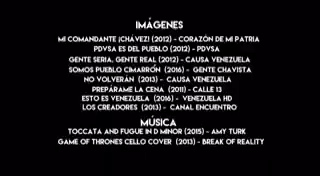 IMÁGENES
MI COMANDANTE ¡CHÁVEZ! (2012) - CORAZÓN DE MI PATRIA
PDVSA ES DEL PUEBLO (2012) - PDVSA
GENTE SERIA, GENTE REAL (2012) - CAUSA VENEZUELA
SOMOS PUEBLO CIMARRÓN (2016) - GENTE CHAVISTA
NO VOLVERÁN (2013) - CAUSA VENEZUELA
PREPÁRAME LA CENA (2011) - CALLE 13
ESTO ES VENEZUELA (2016) - VENEZUELA HD
LOS CREADORES (2013) - CANAL ENCUENTRO
MÚSICA
TOCCATA AND FUGUE IN D MINOR (2015) - AMY TURK
GAME OF THRONES CELLO COVER (2013) - BREAK OF REALITY